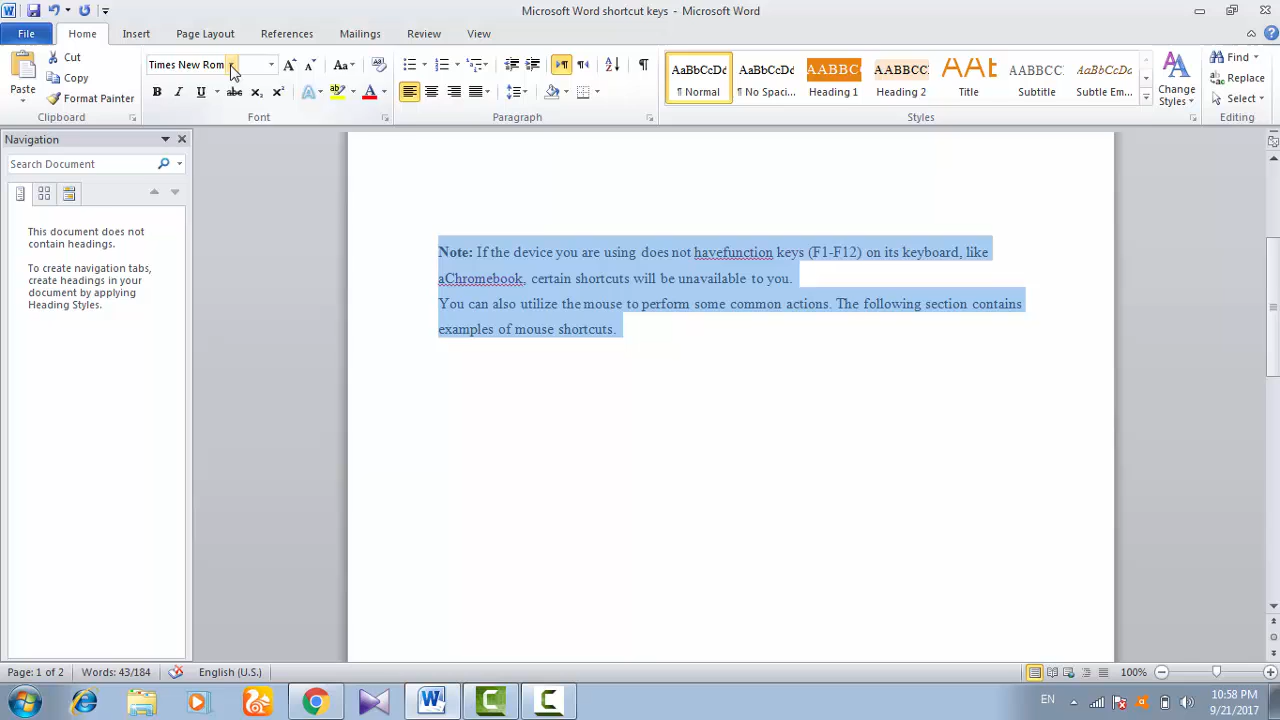 Microsoft Word shortcut keys - Microsoft Word
File Home Insert Page Layout References Mailings Review View
Times New Rom
Cut
Copy
Format Painter
Paste
Clipboard
Font
Paragraph
AaBbCcDd AaBbCcDd AABBCC AABBCC AAB AABBCC AaBbCcDd
¶ Normal ¶ No Spaci... Heading 1 Heading 2 Title Subtitle Subtle Em...
Change
Styles
Styles
Find
Replace
Select
Editing
Navigation
Search Document
This document does not
contain headings.
To create navigation tabs,
create headings in your
document by applying
Heading Styles.
Note: If the device you are using does not havefunction keys (F1-F12) on its keyboard, like
aChromebook, certain shortcuts will be unavailable to you.
You can also utilize the mouse to perform some common actions. The following section contains
examples of mouse shortcuts.
Page: 1 of 2 Words: 43/184 English (U.S.) 100%
EN
10:58 PM
9/21/2017